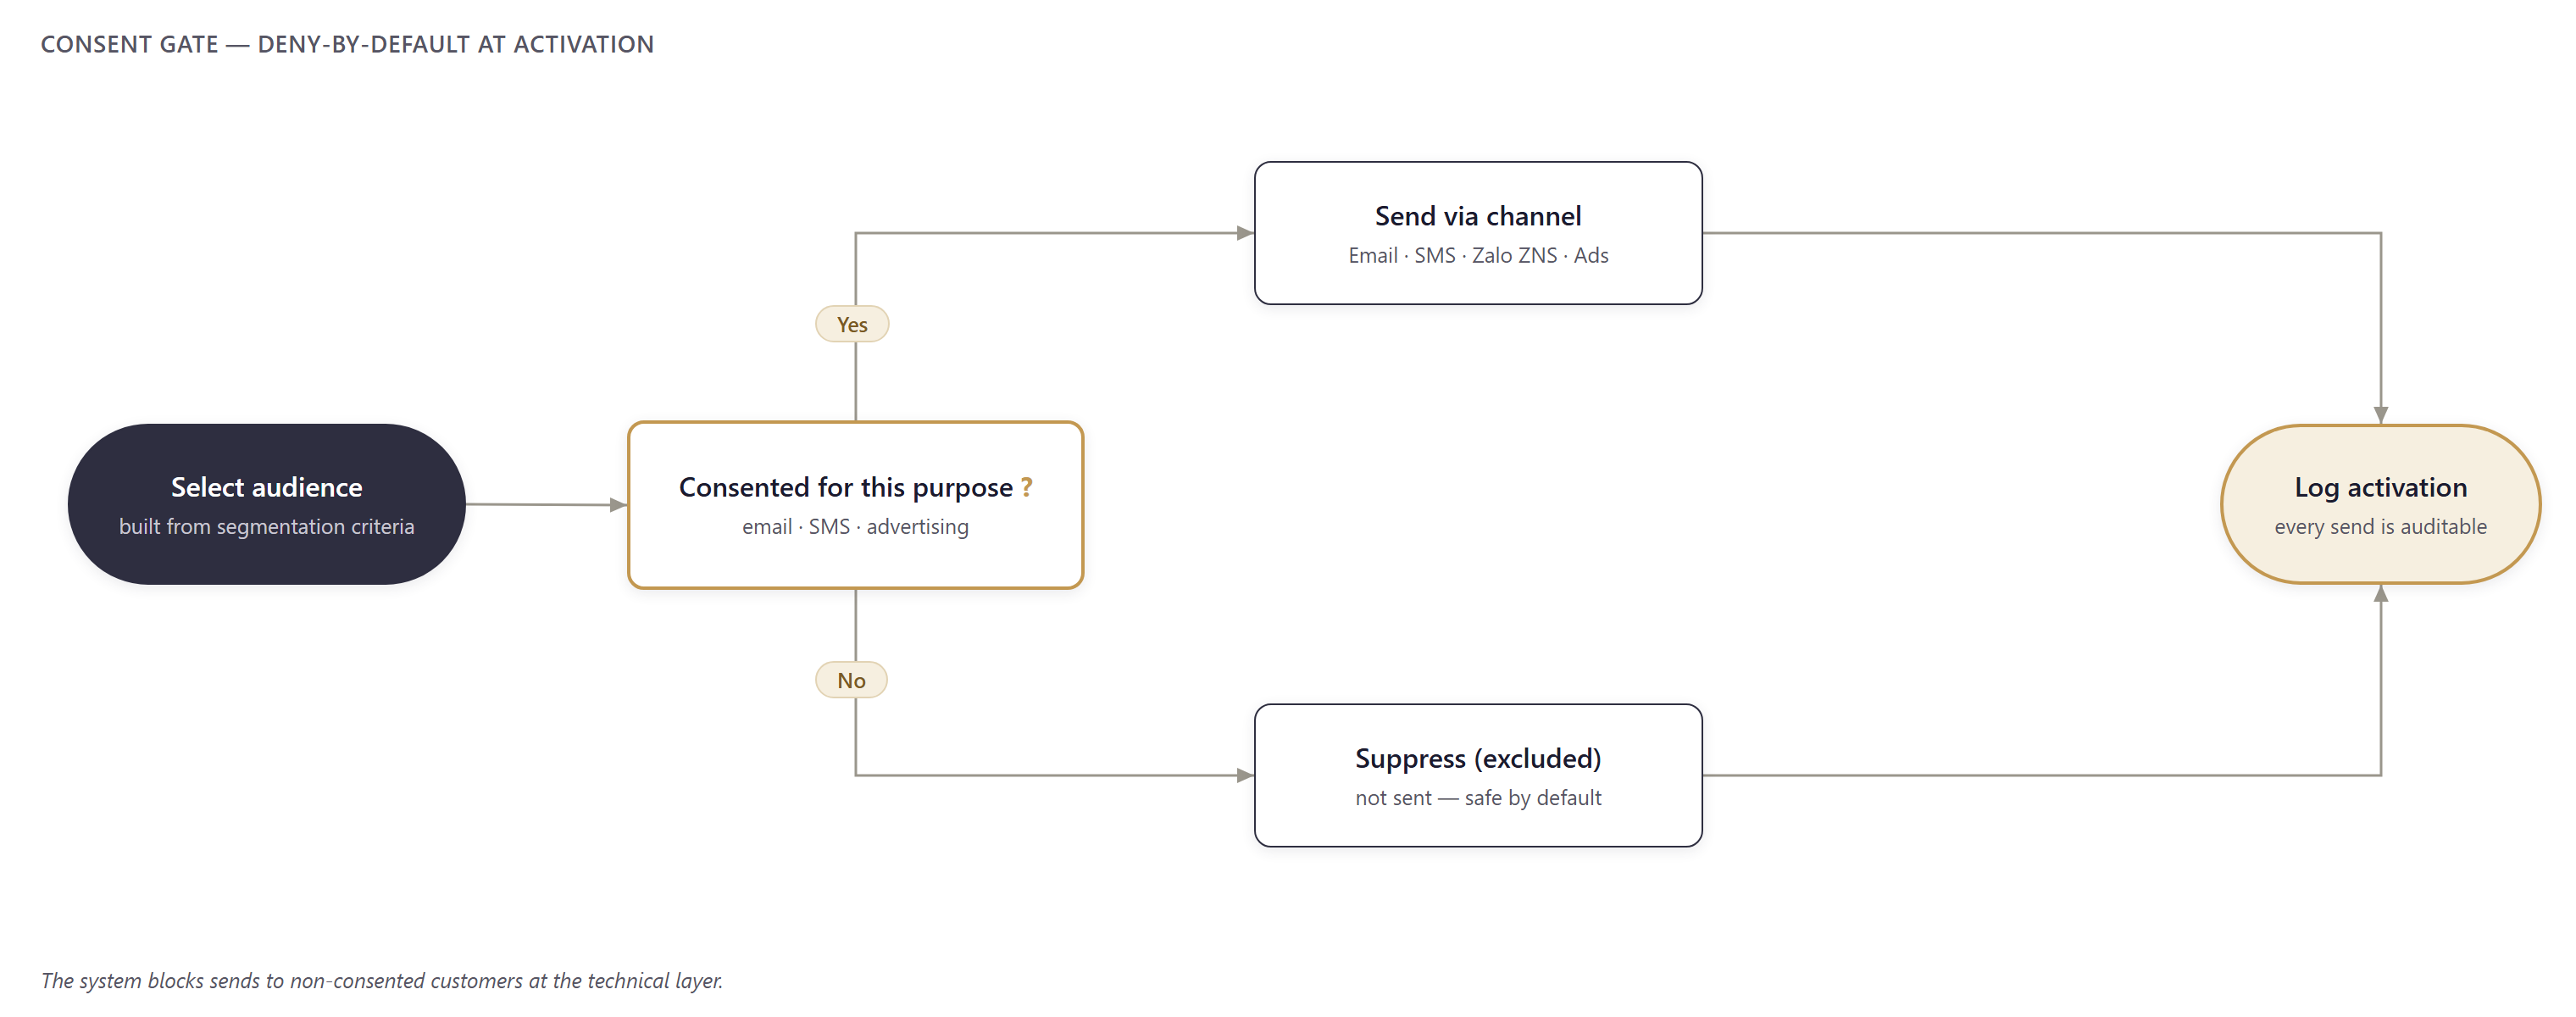 CONSENT GATE — DENY-BY-DEFAULT AT ACTIVATION
Send via channel
Email · SMS · Zalo ZNS · Ads
Yes
Select audience
built from segmentation criteria
Consented for this purpose ?
email · SMS · advertising
Log activation
every send is auditable
No
Suppress (excluded)
not sent — safe by default
The system blocks sends to non-consented customers at the technical layer.